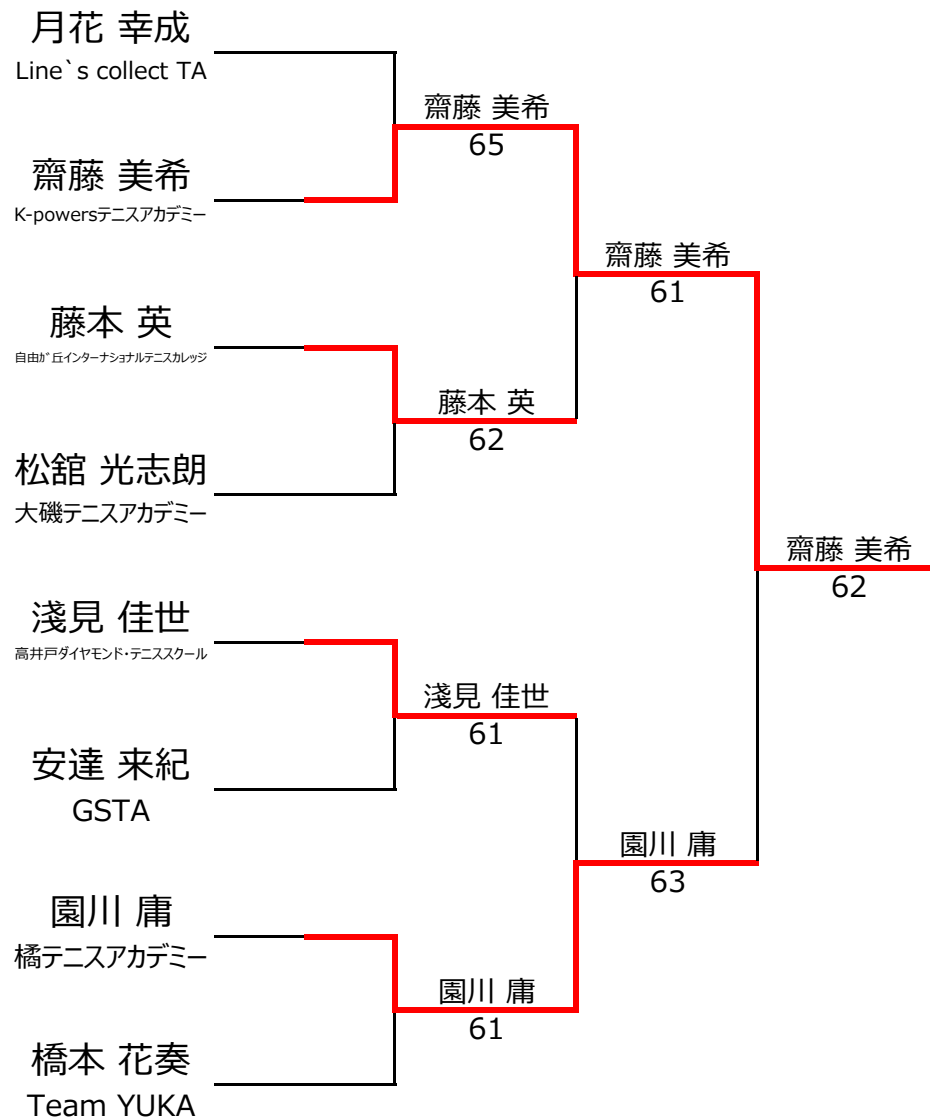 月花 幸成
Line`s collect TA
齋藤 美希
K-powersテニスアカデミー
藤本 英
自由が丘インターナショナルテニスカレッジ
松舘 光志朗
大磯テニスアカデミー
淺見 佳世
高井戸ダイヤモンド・テニススクール
安達 来紀
GSTA
園川 庸
橘テニスアカデミー
橋本 花奏
Team YUKA
齋藤 美希
65
藤本 英
62
淺見 佳世
61
園川 庸
61
齋藤 美希
61
園川 庸
63
齋藤 美希
62